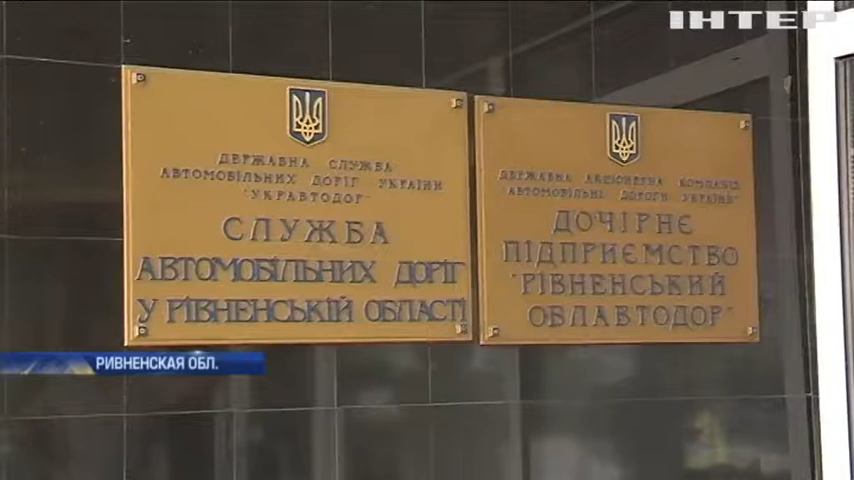 ІНТЕР
ДЕРЖАВНА СЛУЖБА
АВТОМОБІЛЬНИХ ДОРІГ УКРАЇНИ
"УКРАВТОДОР"
СЛУЖБА
АВТОМОБІЛЬНИХ ДОРІГ
У РІВНЕНСЬКІЙ ОБЛАСТІ
ДЕРЖАВНА АКЦІОНЕРНА КОМПАНІЯ
"АВТОМОБІЛЬНІ ДОРОГИ УКРАЇНИ"
ДОЧІРНЄ
ПІДПРИЄМСТВО
"РІВНЕНСЬКИЙ
ОБЛАВТОДОР"
РИВНЕНСКАЯ ОБЛ.